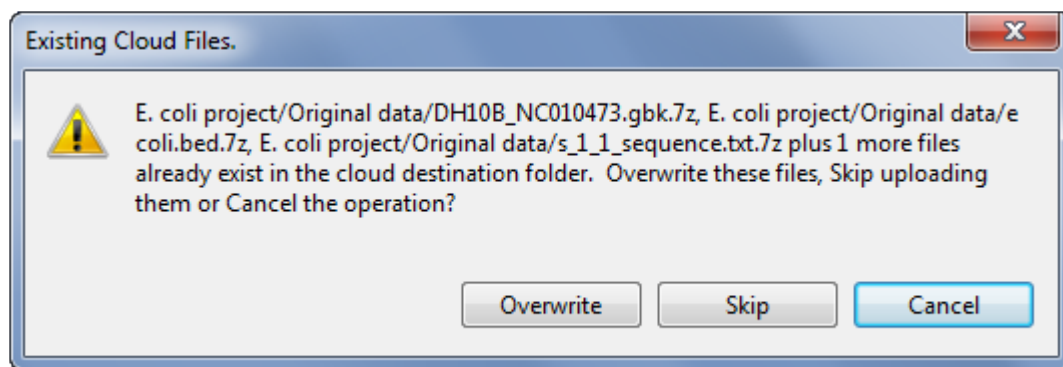 Existing Cloud Files.
E. coli project/Original data/DH10B_NC010473.gbk.7z, E. coli project/Original data/e
coli.bed.7z, E. coli project/Original data/s_1_1_sequence.txt.7z plus 1 more files
already exist in the cloud destination folder.  Overwrite these files, Skip uploading
them or Cancel the operation?
Overwrite
Skip
Cancel